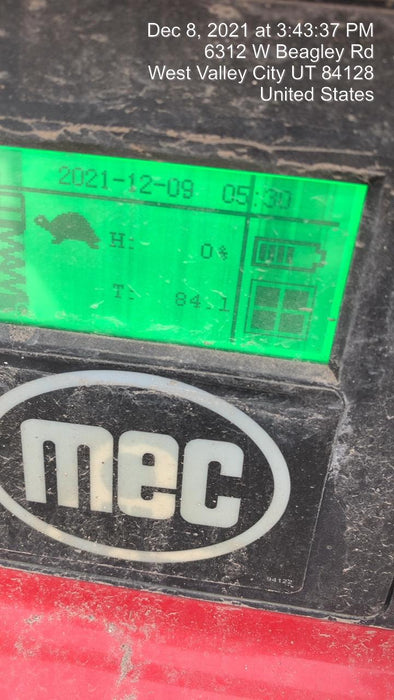 Dec 8, 2021 at 3:43:37 PM
6312 W Beagley Rd
West Valley City UT 84128
United States
2021-12-09 05:30
H: 0%
T: 84.1
mec
94122